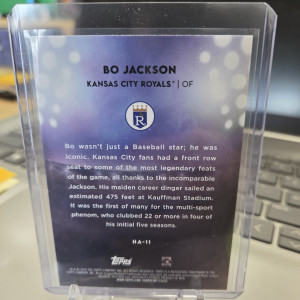 BO JACKSON
KANSAS CITY ROYALS® | OF
R
Bo wasn't just a Baseball star; he was
iconic. Kansas City fans had a front row
seat to some of the most legendary feats
of the game, all thanks to the incomparable
Jackson. His maiden career dinger sailed an
estimated 475 feet at Kauffman Stadium.
It was the first of many for the multi-sport
phenom, who clubbed 22 or more in four of
his initial five seasons.
HA-11
Topps